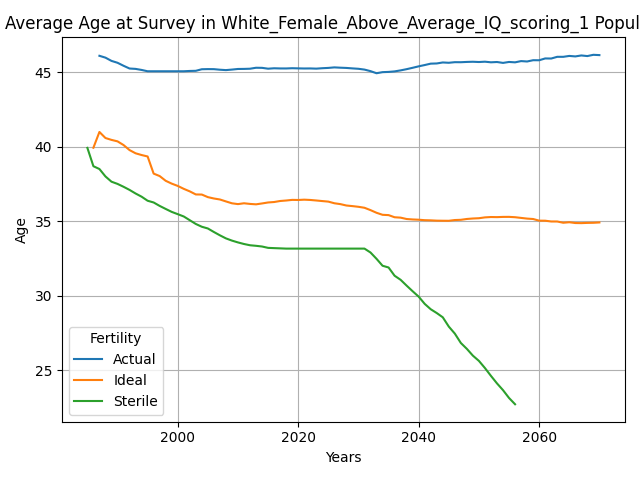 Average Age at Survey in White_Female_Above_Average_IQ_scoring_1 Popul
45
40
35
30
25
Age
Fertility
Actual
Ideal
Sterile
2000 2020 2040 2060
Years